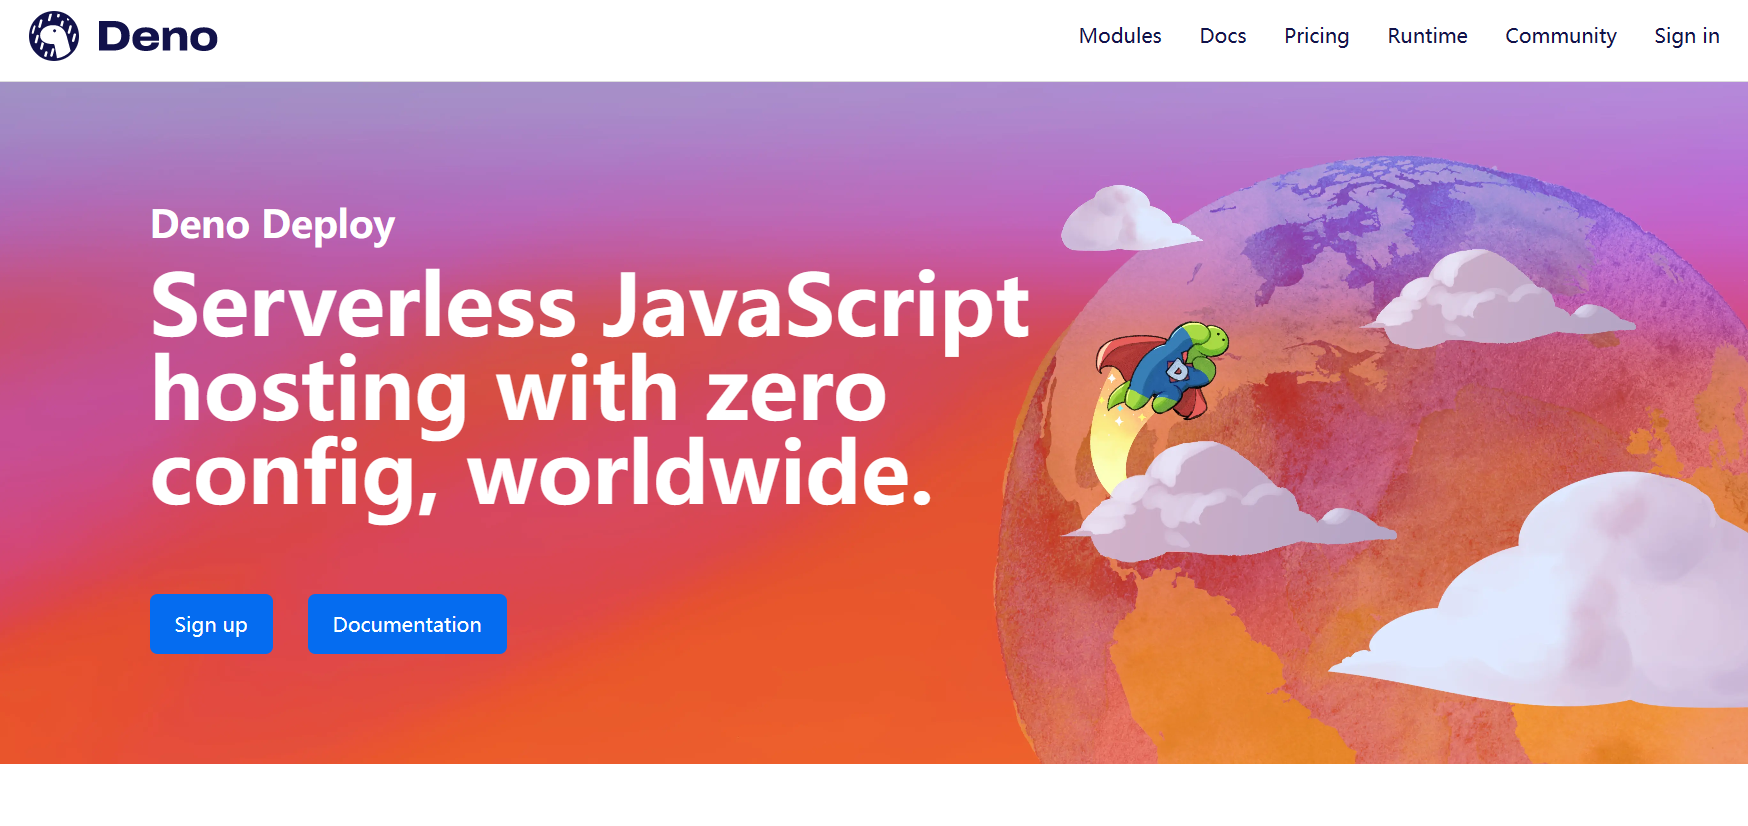 Deno
Modules Docs Pricing Runtime Community Sign in
Deno Deploy
Serverless JavaScript
hosting with zero
config, worldwide.
D
Sign up Documentation